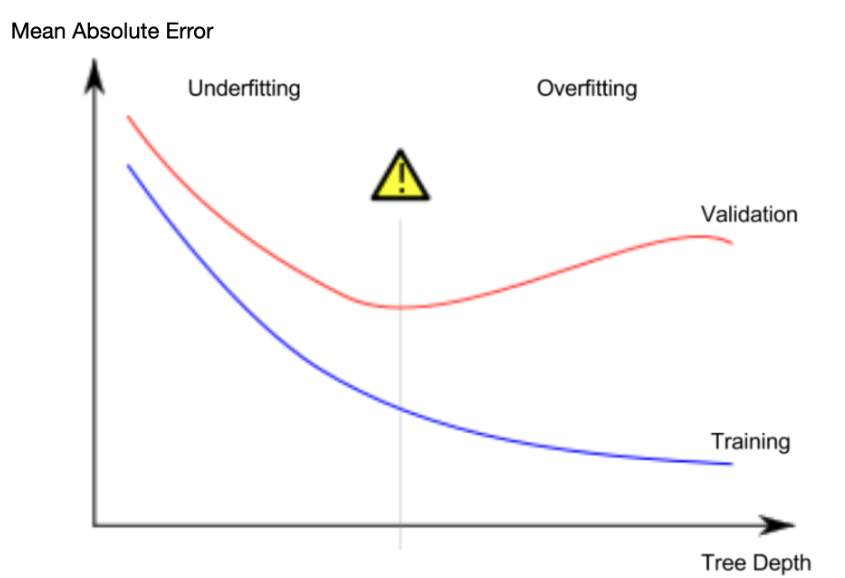 Mean Absolute Error
Underfitting
Overfitting
!
Validation
Training
Tree Depth